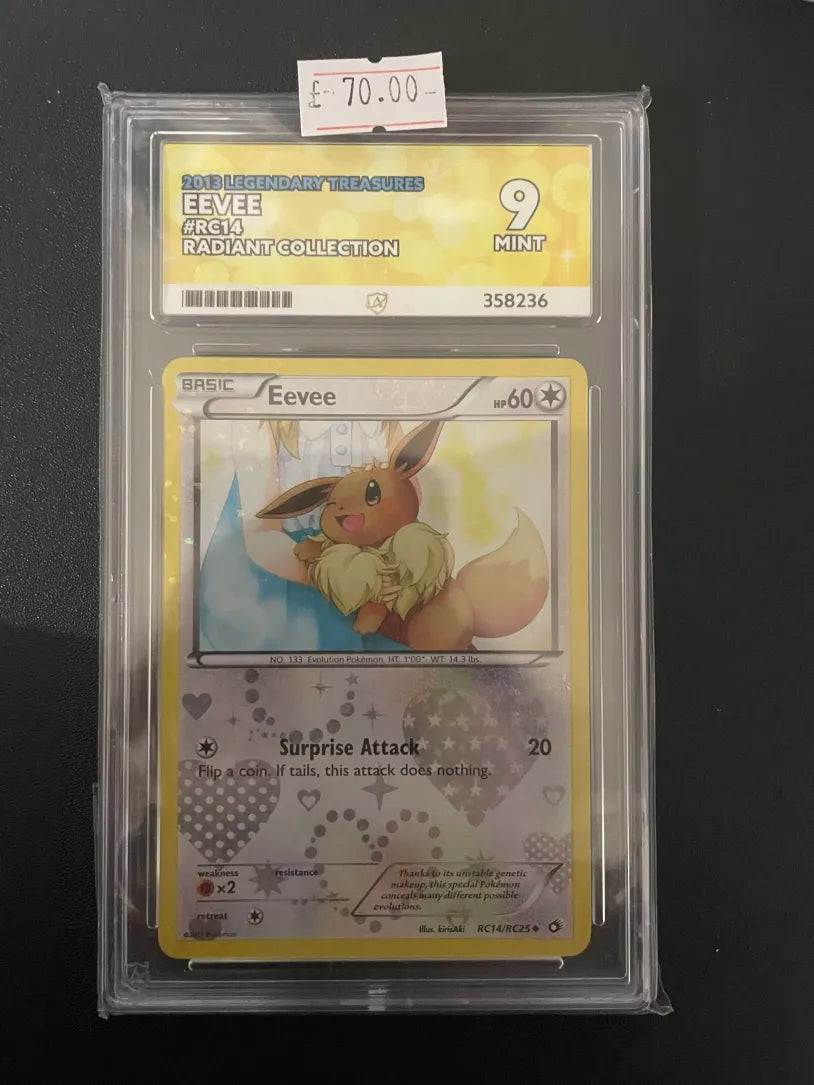 £- 70.00-
2013 LEGENDARY TREASURES
EEVEE
#RC14
RADIANT COLLECTION
9
MINT
358236
BASIC
Eevee
HP60
NO. 133 Evolution Pokémon HT: 1'00" WT: 14.3 lbs.
Surprise Attack 20
Flip a coin. If tails, this attack does nothing.
weakness resistance
×2
retreat
Thanks to its unstable genetic
makeup, this special Pokémon
conceals many different possible
evolutions.
Illus. kirisAki RC14/RC25